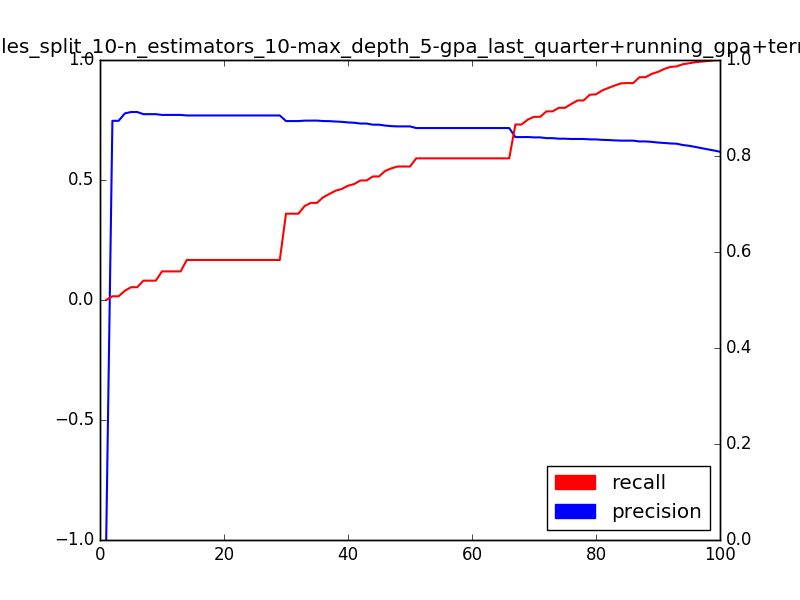 les_split_10-n_estimators_10-max_depth_5-gpa_last_quarter+running_gpa+ter
1.0
0.5
0.0
−0.5
−1.0
1.0
0.8
0.6
0.4
0.2
0.0
0 20 40 60 80 100
recall
precision